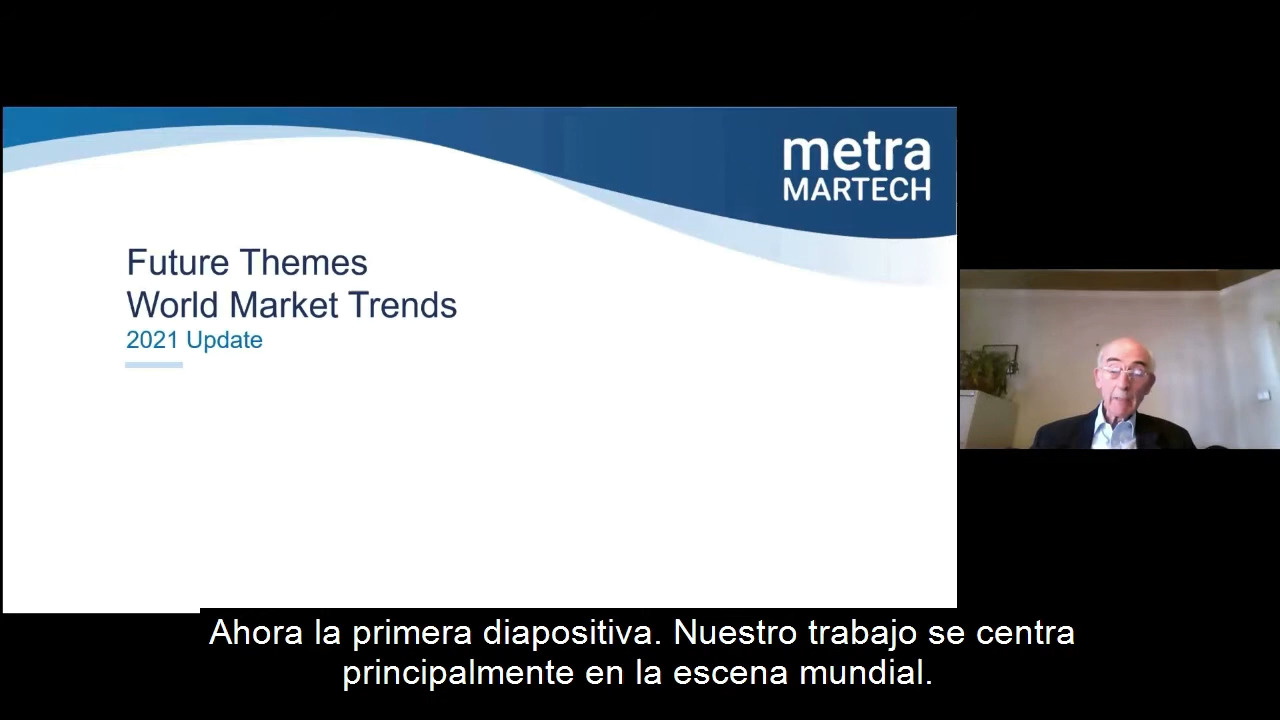 metra
MARTECH
Future Themes
World Market Trends
2021 Update
Ahora la primera diapositiva. Nuestro trabajo se centra
principalmente en la escena mundial.